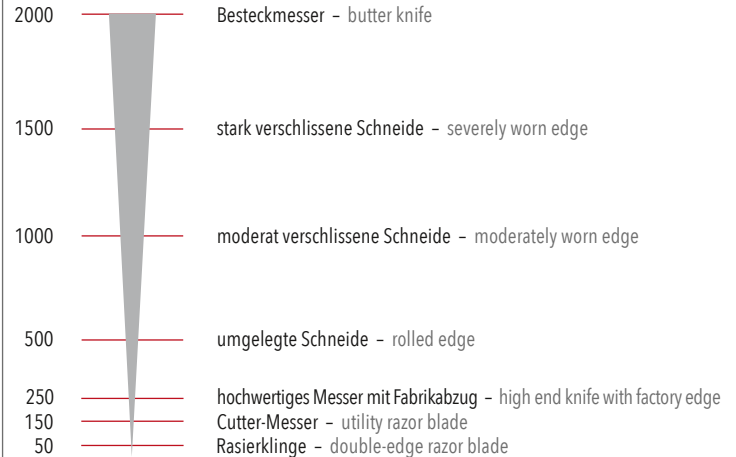 2000 Besteckmesser – butter knife
1500 stark verschlissene Schneide – severely worn edge
1000 moderat verschlissene Schneide – moderately worn edge
500 umgelegte Schneide – rolled edge
250 hochwertiges Messer mit Fabrikabzug – high end knife with factory edge
150 Cutter-Messer – utility razor blade
50 Rasierklinge – double-edge razor blade